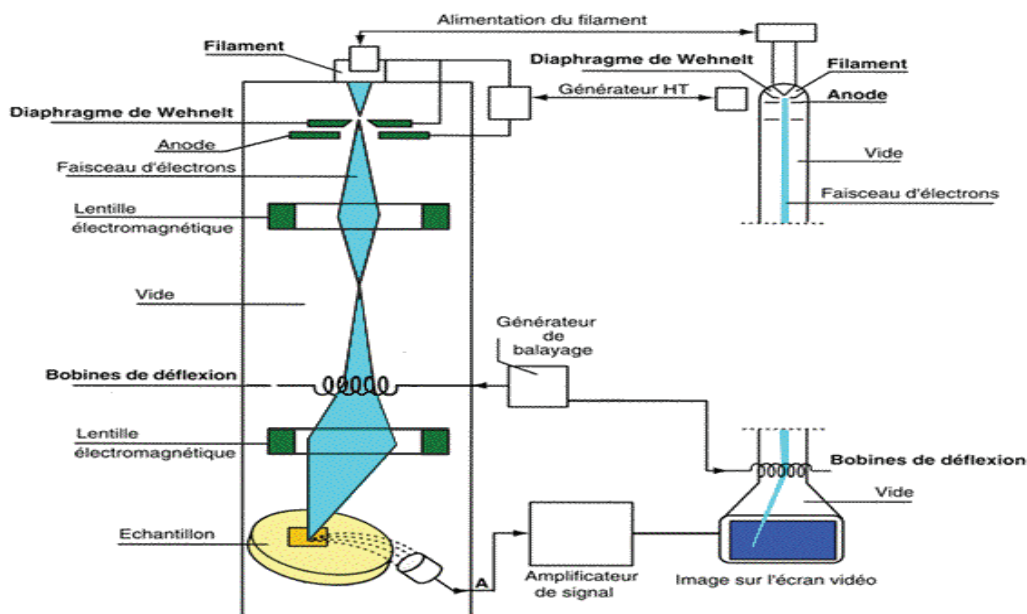 Alimentation du filament
Filament
Diaphragme de Wehnelt
Filament
Générateur HT
Anode
Diaphragme de Wehnelt
Anode
Vide
Faisceau d'électrons
Faisceau d'électrons
Lentille
électromagnétique
Vide
Générateur
de
balayage
Bobines de déflexion
Lentille
électromagnétique
Bobines de déflexion
Vide
Echantillon
A
Amplificateur
de signal
Image sur l'écran vidéo